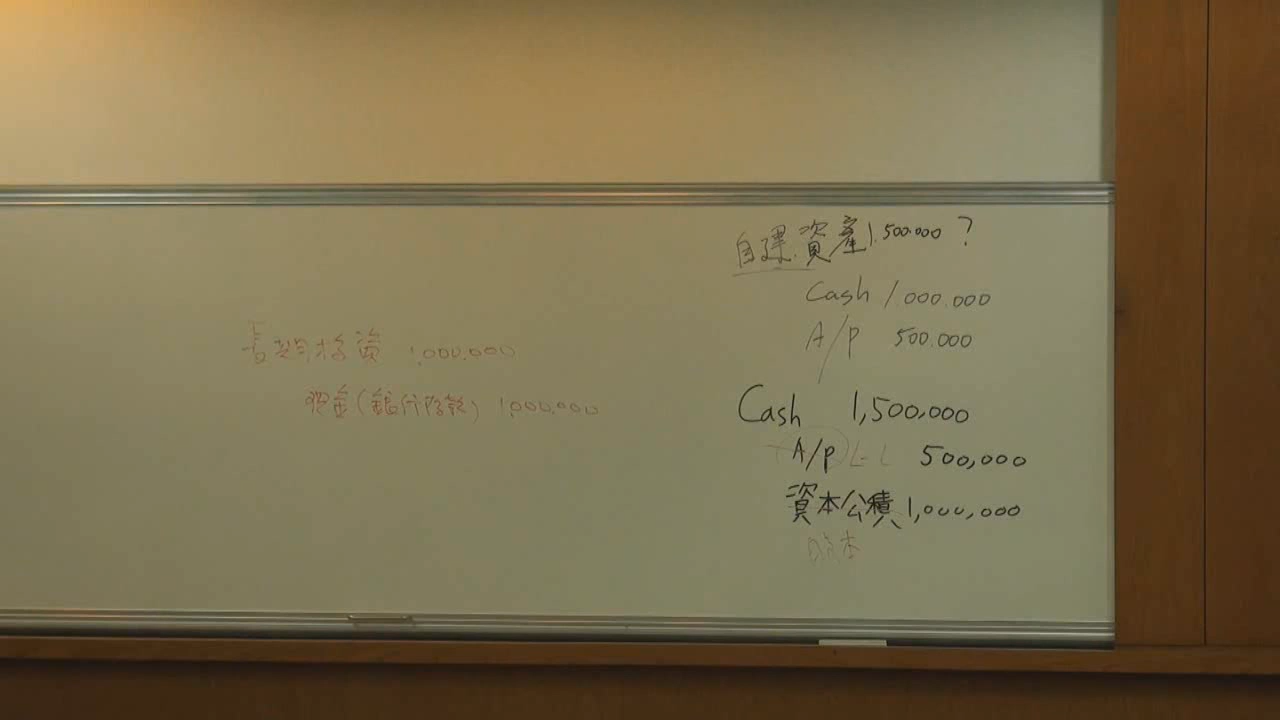 長期投資 1,000,000
現金(銀行存款) 1,000,000
自建資產 1.500.000 ?
Cash 1.000.000
A/P 500.000
Cash 1,500,000
A/P L-L 500,000
資本公積 1,000,000
股本